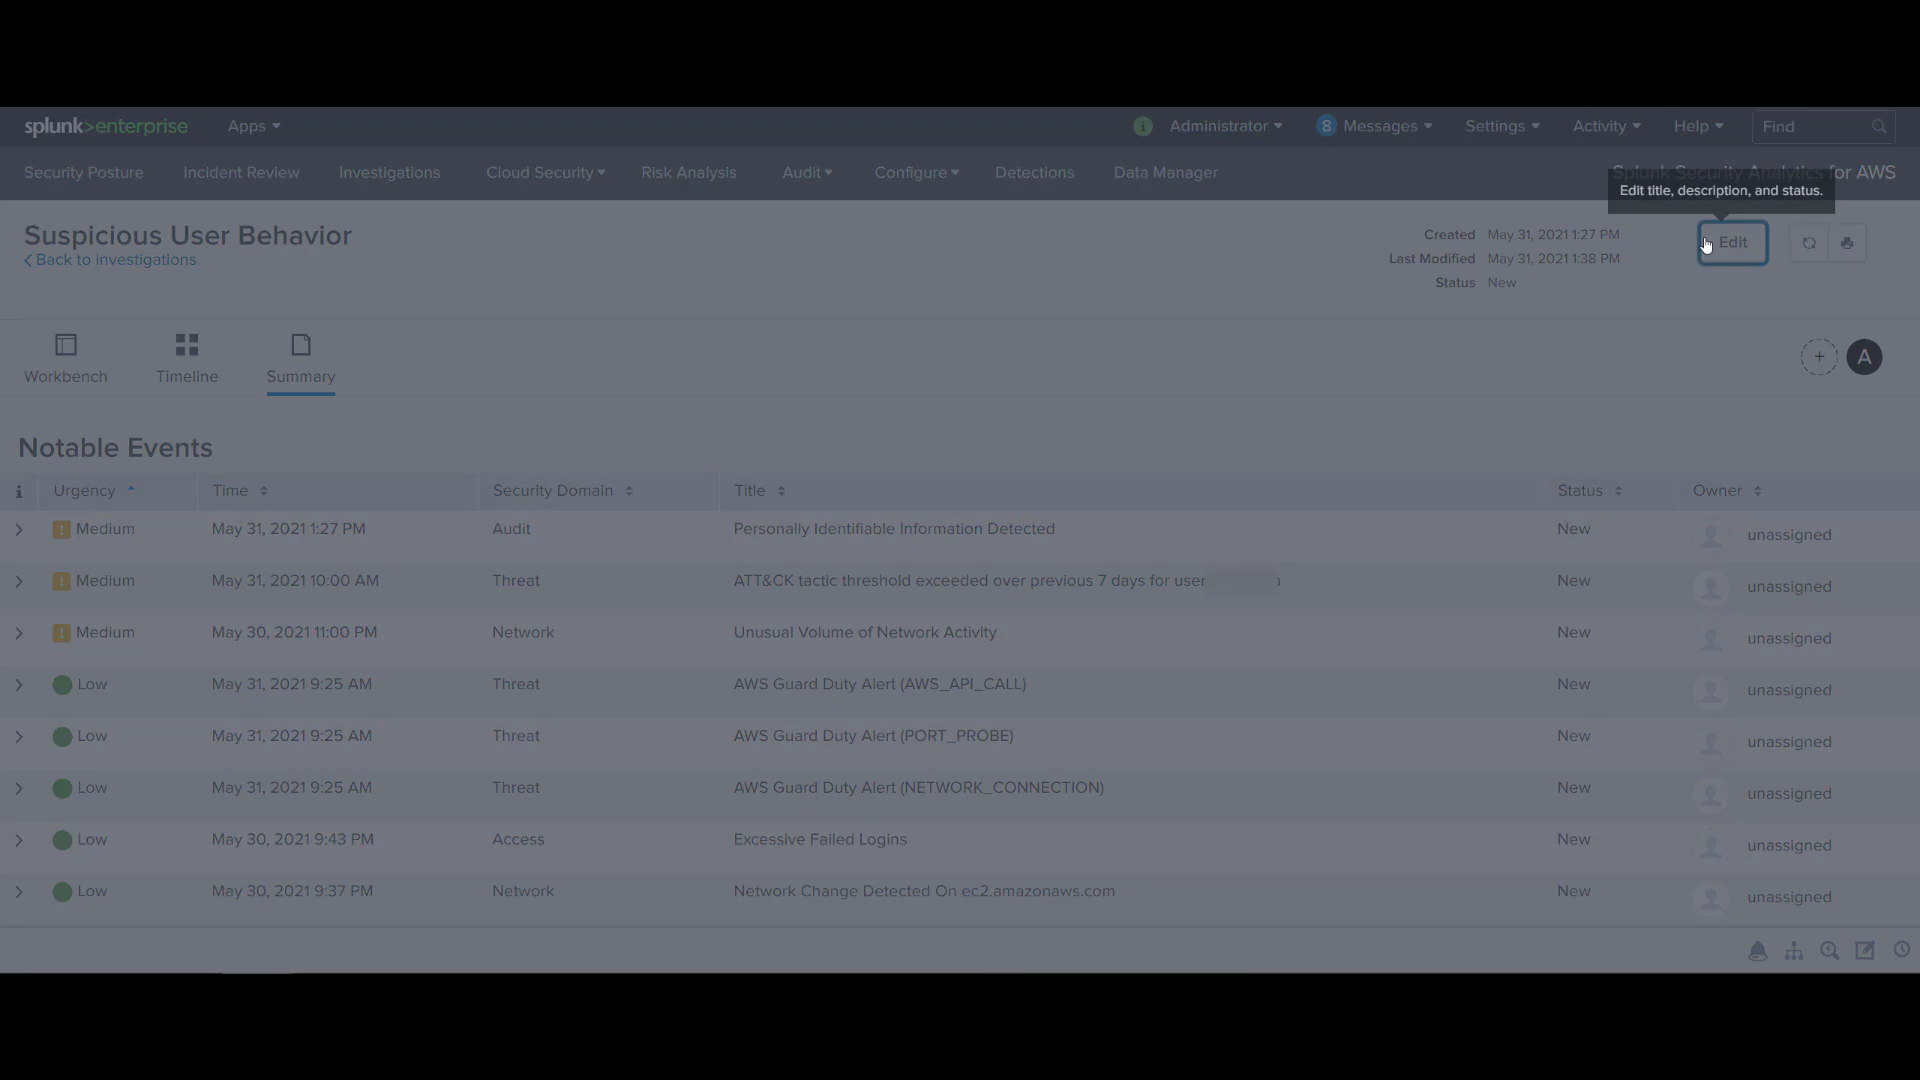 splunk>enterprise Apps Administrator 8 Messages Settings Activity Help Find
Security Posture Incident Review Investigations Cloud Security Risk Analysis Audit Configure Detections Data Manager Splunk Security Analytics for AWS
Edit title, description, and status.
Suspicious User Behavior
Back to investigations
Created May 31, 2021 1:27 PM
Last Modified May 31, 2021 1:38 PM
Status New
Edit
Workbench Timeline Summary
+ A
Notable Events
i Urgency Time Security Domain Title Status Owner
! Medium May 31, 2021 1:27 PM Audit Personally Identifiable Information Detected New unassigned
! Medium May 31, 2021 10:00 AM Threat ATT&CK tactic threshold exceeded over previous 7 days for user New unassigned
! Medium May 30, 2021 11:00 PM Network Unusual Volume of Network Activity New unassigned
Low May 31, 2021 9:25 AM Threat AWS Guard Duty Alert (AWS_API_CALL) New unassigned
Low May 31, 2021 9:25 AM Threat AWS Guard Duty Alert (PORT_PROBE) New unassigned
Low May 31, 2021 9:25 AM Threat AWS Guard Duty Alert (NETWORK_CONNECTION) New unassigned
Low May 30, 2021 9:43 PM Access Excessive Failed Logins New unassigned
Low May 30, 2021 9:37 PM Network Network Change Detected On ec2.amazonaws.com New unassigned